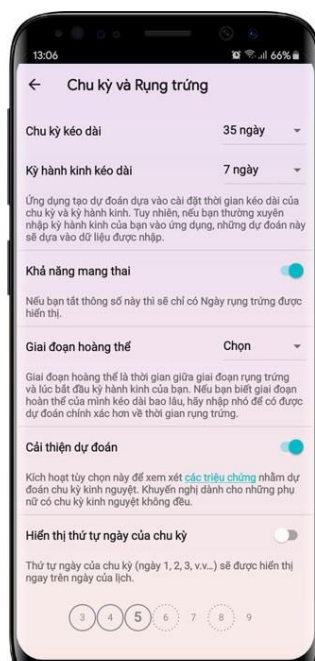 13:06 66%
Chu kỳ và Rụng trứng
Chu kỳ kéo dài 35 ngày
Kỳ hành kinh kéo dài 7 ngày
Ứng dụng tạo dự đoán dựa vào cài đặt thời gian kéo dài của
chu kỳ và kỳ hành kinh. Tuy nhiên, nếu bạn thường xuyên
nhập kỳ hành kinh của bạn vào ứng dụng, những dự đoán này
sẽ dựa vào dữ liệu được nhập.
Khả năng mang thai
Nếu bạn tắt thông số này thì sẽ chỉ có Ngày rụng trứng được
hiển thị.
Giai đoạn hoàng thể Chọn
Giai đoạn hoàng thể là thời gian giữa giai đoạn rụng trứng
và lúc bắt đầu kỳ hành kinh của bạn. Nếu bạn biết giai đoạn
hoàn thể của mình kéo dài bao lâu, hãy nhập nhó để có được
dự đoán chính xác hơn về thời gian rụng trứng.
Cải thiện dự đoán
Kích hoạt tùy chọn này để xem xét các triệu chứng nhằm dự
đoán chu kỳ kinh nguyệt. Khuyến nghị dành cho những phụ
nữ có chu kỳ kinh nguyệt không đều.
Hiển thị thứ tự ngày của chu kỳ
Thứ tự ngày của chu kỳ (ngày 1, 2, 3, v.v...) sẽ được hiển thị
ngay trên ngày của lịch.
3 4 5 6 7 8 9